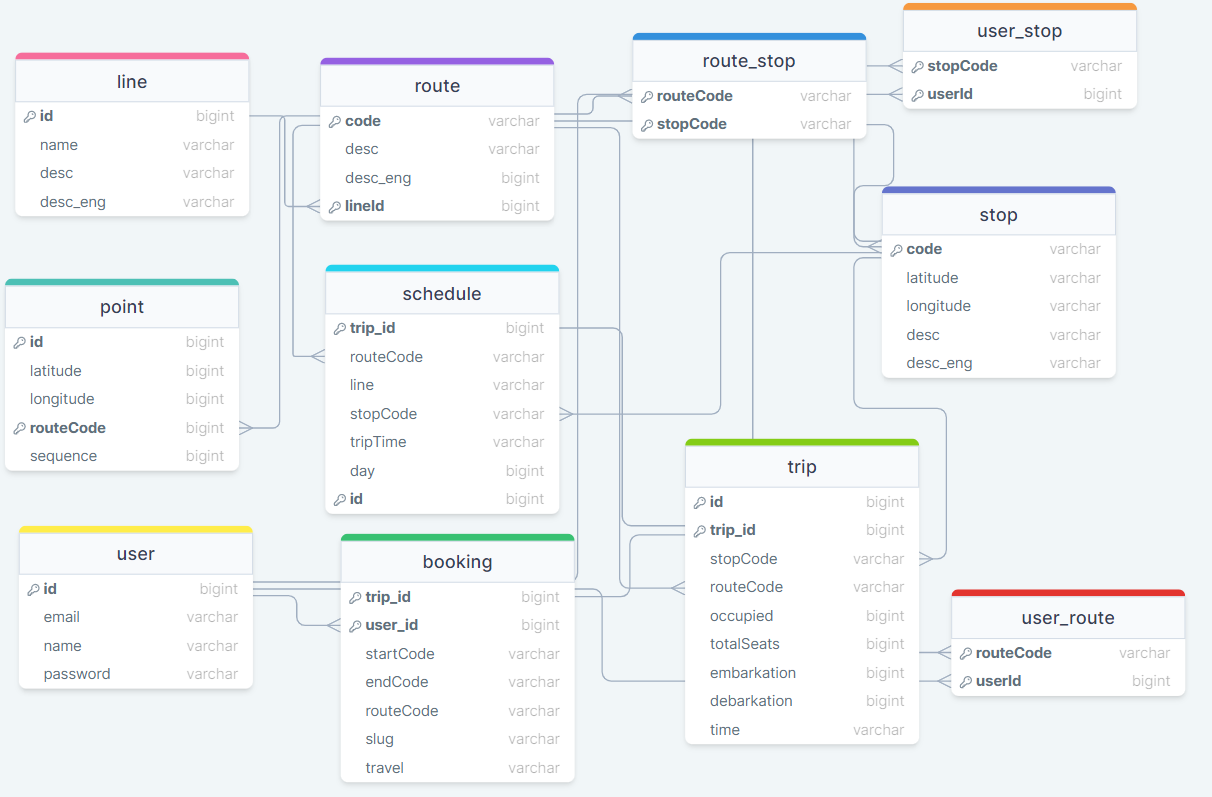 line
id bigint
name varchar
desc varchar
desc_eng varchar
route
code varchar
desc varchar
desc_eng bigint
lineId bigint
route_stop
routeCode varchar
stopCode varchar
user_stop
stopCode varchar
userId bigint
stop
code varchar
latitude varchar
longitude varchar
desc varchar
desc_eng varchar
point
id bigint
latitude bigint
longitude bigint
routeCode bigint
sequence bigint
schedule
trip_id bigint
routeCode varchar
line varchar
stopCode varchar
tripTime varchar
day bigint
id bigint
trip
id bigint
trip_id bigint
stopCode varchar
routeCode varchar
occupied bigint
totalSeats bigint
embarkation bigint
debarkation bigint
time varchar
user
id bigint
email varchar
name varchar
password varchar
booking
trip_id bigint
user_id bigint
startCode varchar
endCode varchar
routeCode varchar
slug varchar
travel varchar
user_route
routeCode varchar
userId bigint